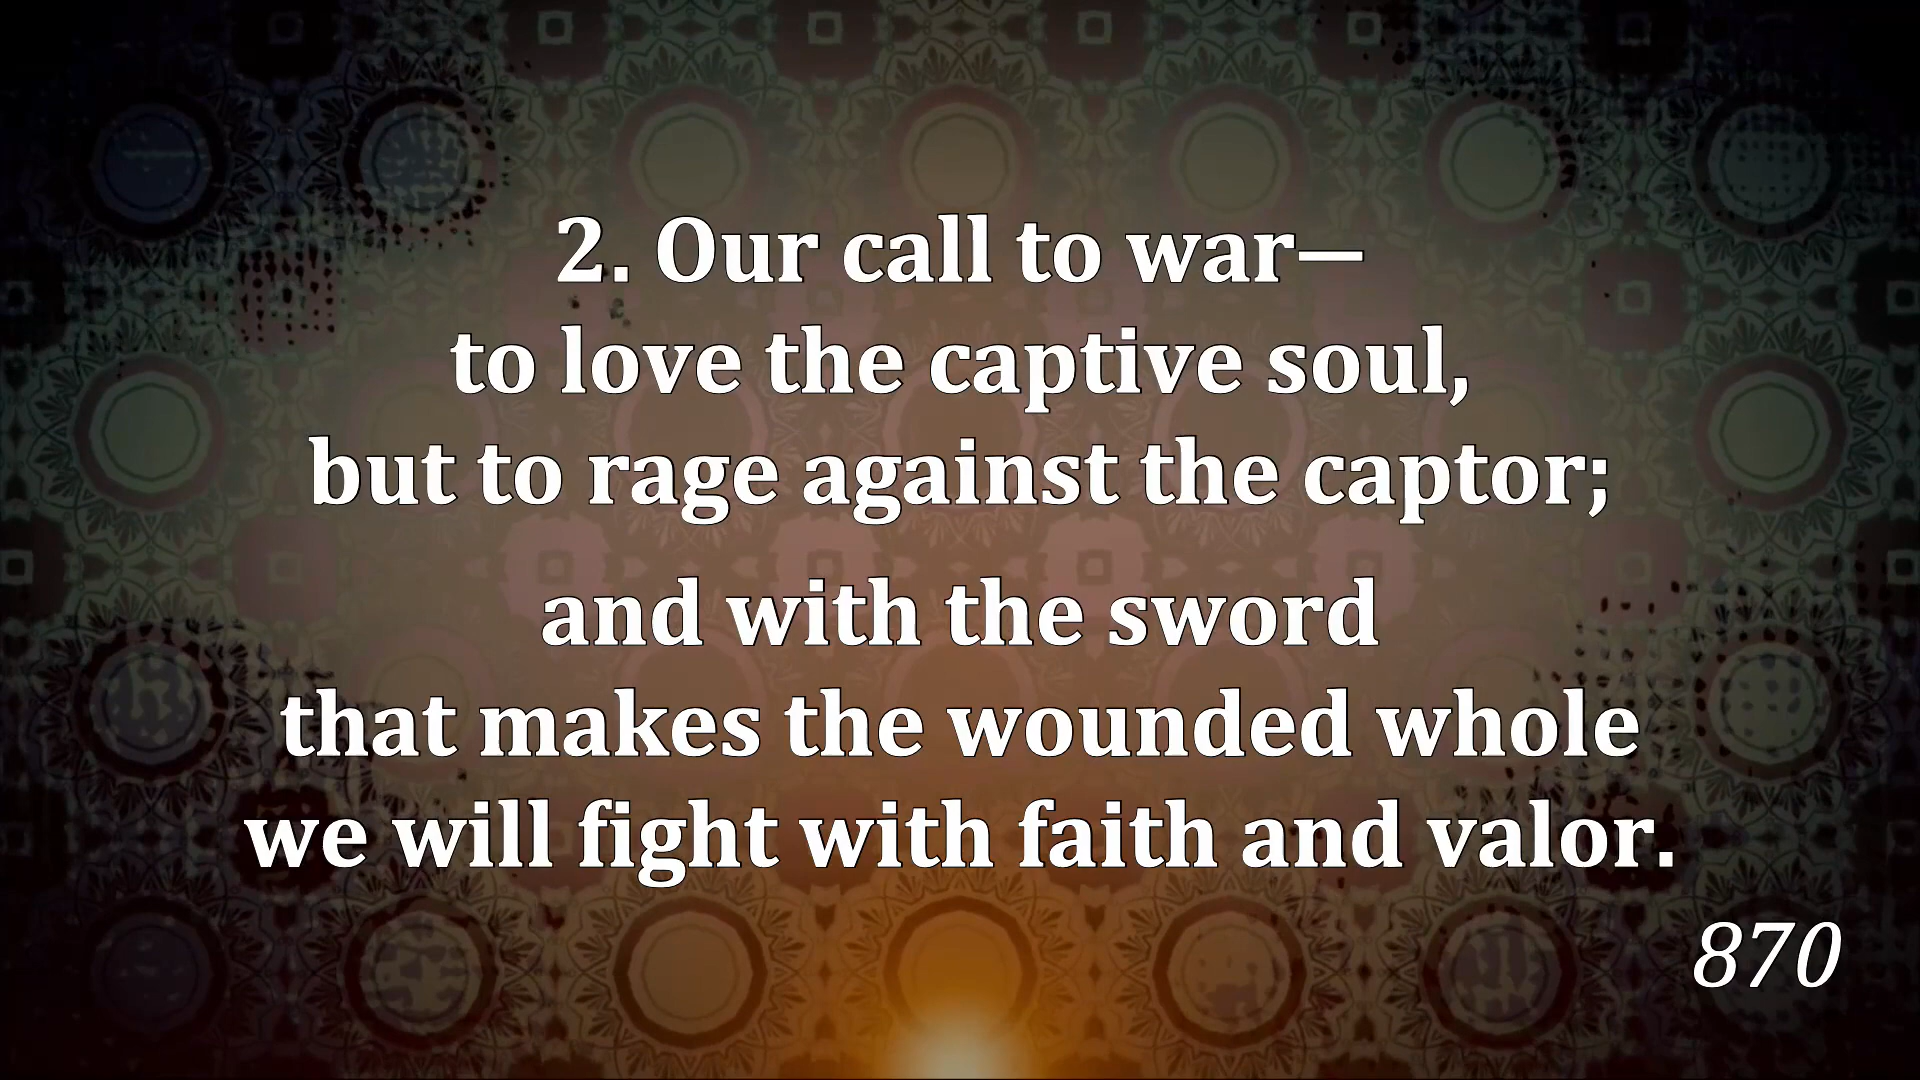 2. Our call to war—
to love the captive soul,
but to rage against the captor;
and with the sword
that makes the wounded whole
we will fight with faith and valor.
870